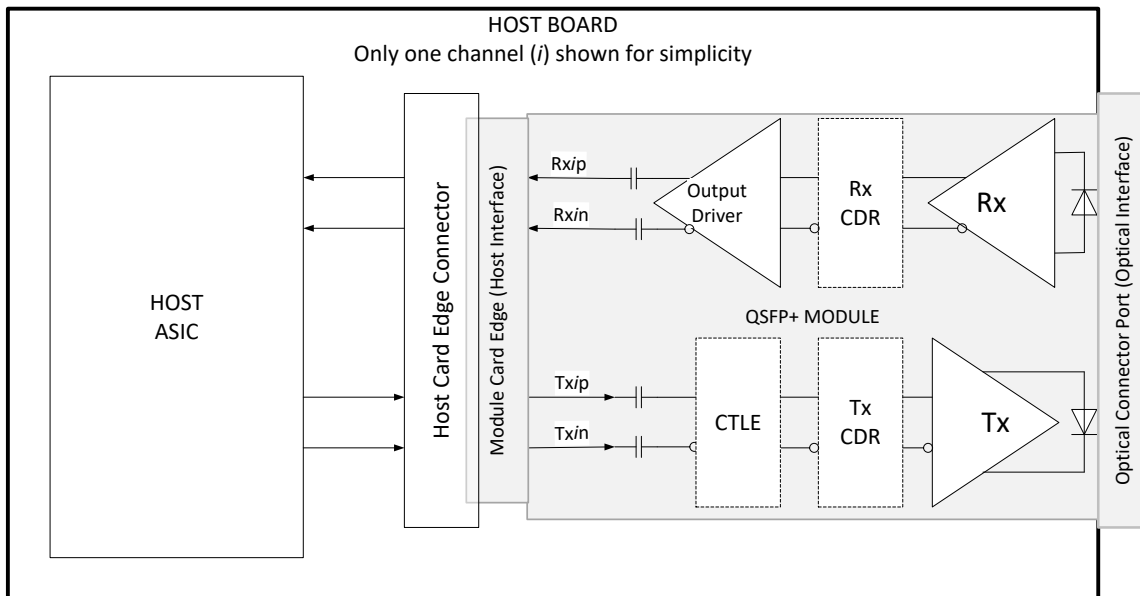 HOST BOARD
Only one channel (i) shown for simplicity
HOST
ASIC
Host Card Edge Connector
Module Card Edge (Host Interface)
Rxip
Rxin
Output
Driver
Rx
CDR
Rx
QSFP+ MODULE
Txip
Txin
CTLE
Tx
CDR
Tx
Optical Connector Port (Optical Interface)